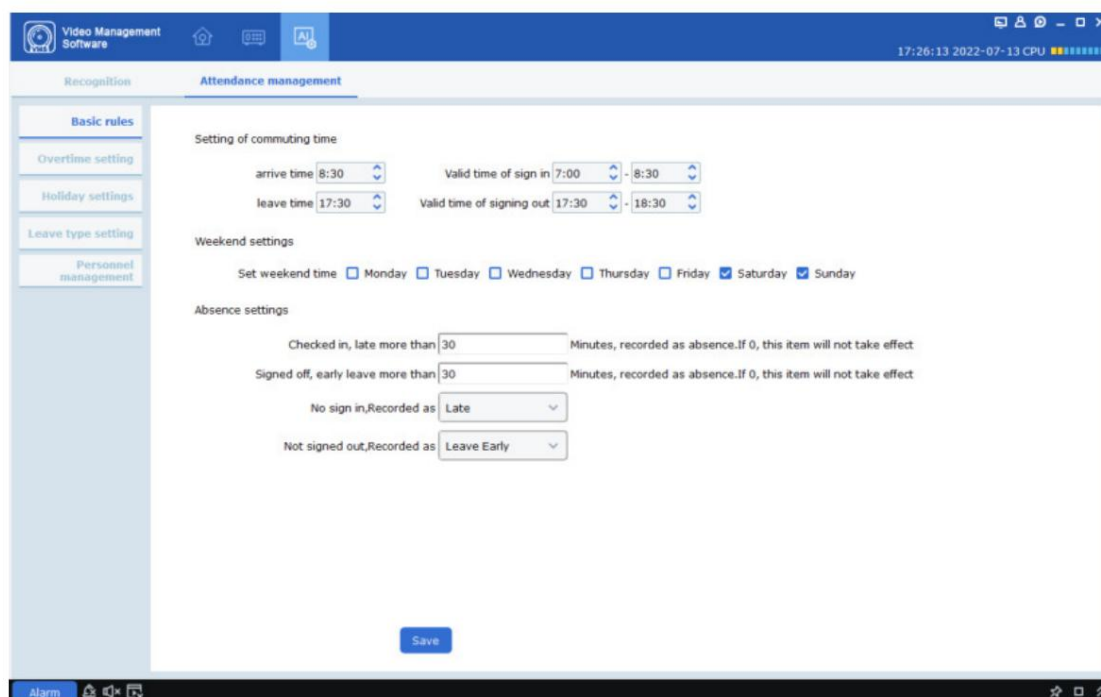 Video Management
Software
17:26:13 2022-07-13 CPU
Recognition
Attendance management
Basic rules
Overtime setting
Holiday settings
Leave type setting
Personnel
management
Setting of commuting time
arrive time 8:30 Valid time of sign in 7:00 - 8:30
leave time 17:30 Valid time of signing out 17:30 - 18:30
Weekend settings
Set weekend time Monday Tuesday Wednesday Thursday Friday Saturday Sunday
Absence settings
Checked in, late more than 30 Minutes, recorded as absence.If 0, this item will not take effect
Signed off, early leave more than 30 Minutes, recorded as absence.If 0, this item will not take effect
No sign in,Recorded as Late
Not signed out,Recorded as Leave Early
Save
Alarm